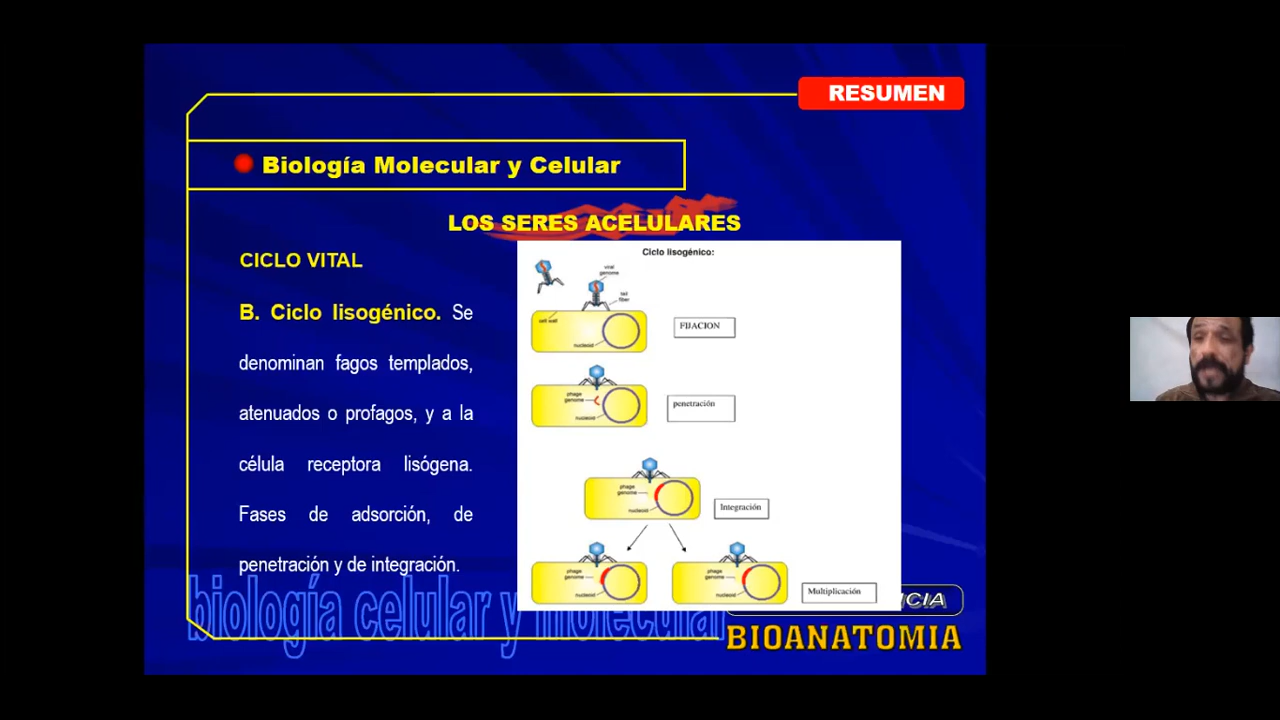 RESUMEN
Biología Molecular y Celular
LOS SERES ACELULARES
CICLO VITAL
B. Ciclo lisogénico. Se
denominan fagos templados,
atenuados o profagos, y a la
célula receptora lisógena.
Fases de adsorción, de
penetración y de integración.
Ciclo lisogénico:
viral
genome
tail
fiber
cell wall
nucleoid
FIJACION
phage
genome
nucleoid
penetración
phage
genome
nucleoid
Integración
phage
genome
nucleoid
phage
genome
nucleoid
Multiplicación
biología celular y molecular
CIA
BIOANATOMIA